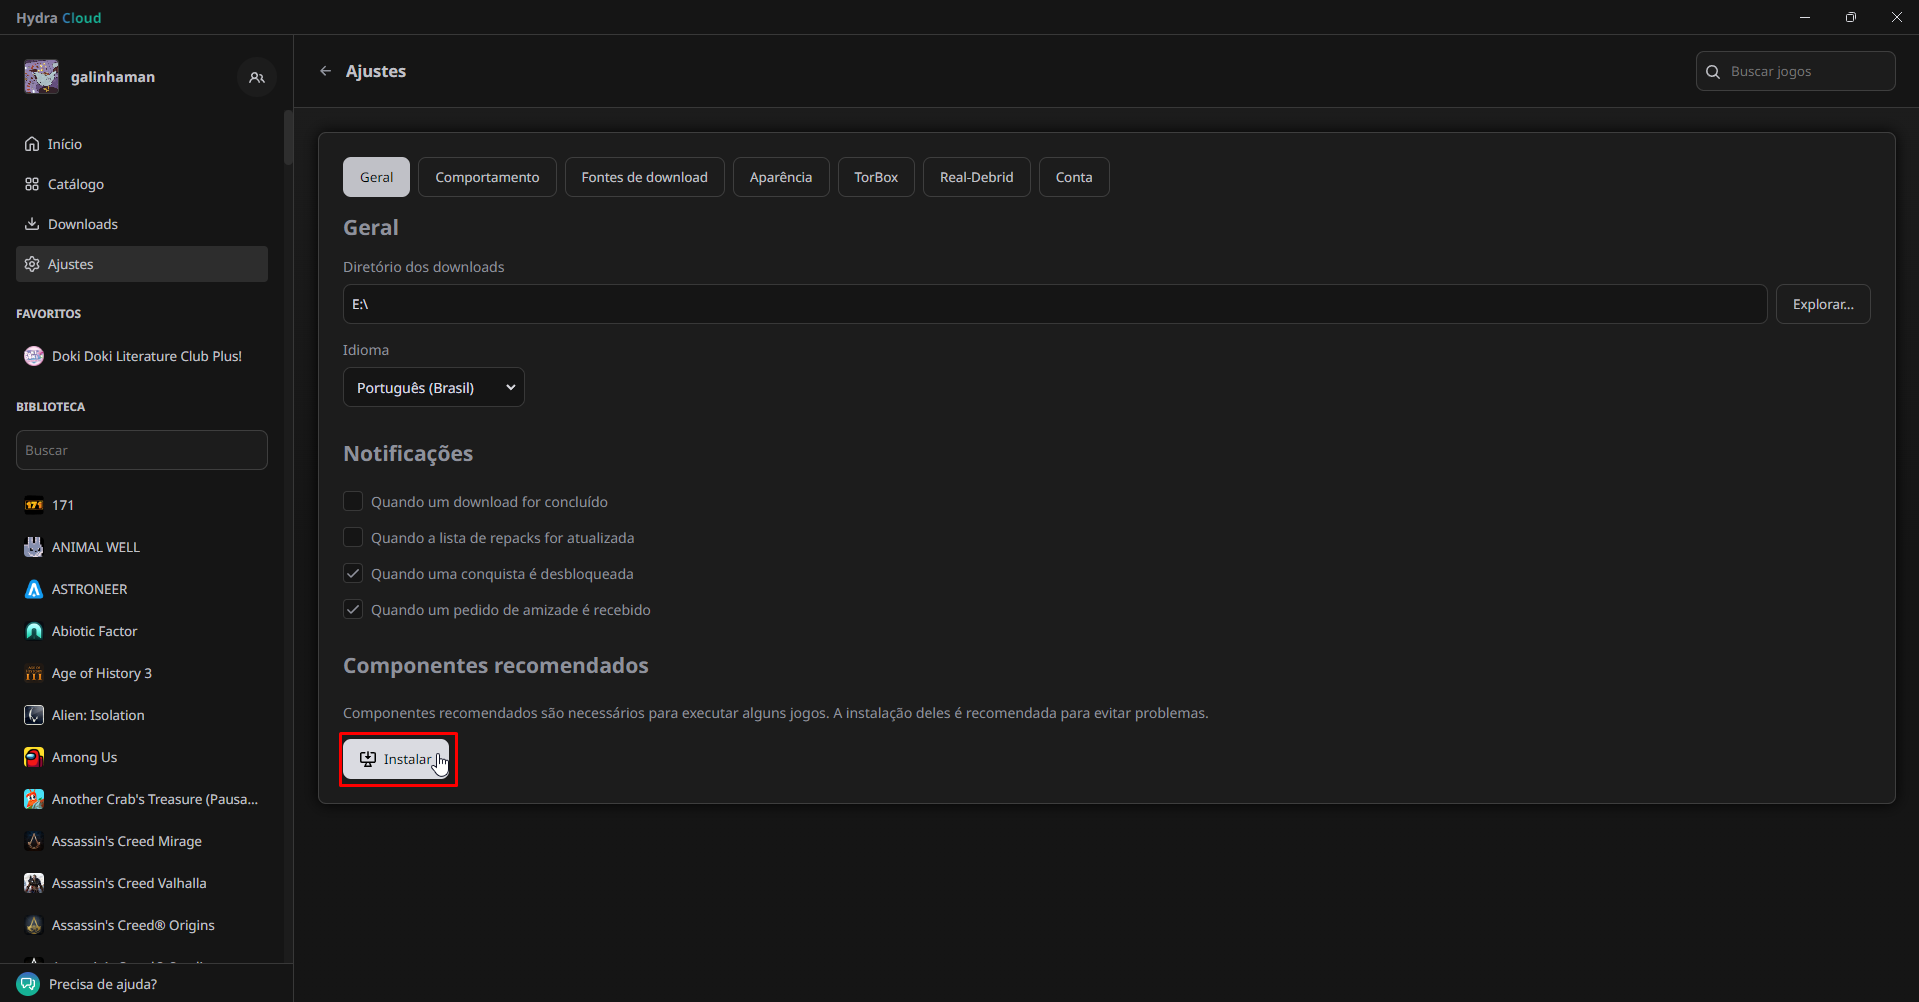 Hydra Cloud
galinhaman
Ajustes
Buscar jogos
Início
Catálogo
Downloads
Ajustes
FAVORITOS
Doki Doki Literature Club Plus!
BIBLIOTECA
Buscar
171
ANIMAL WELL
ASTRONEER
Abiotic Factor
Age of History 3
Alien: Isolation
Among Us
Another Crab's Treasure (Pausa...
Assassin's Creed Mirage
Assassin's Creed Valhalla
Assassin's Creed® Origins
Precisa de ajuda?
Geral
Comportamento
Fontes de download
Aparência
TorBox
Real-Debrid
Conta
Geral
Diretório dos downloads
E:\
Explorar...
Idioma
Português (Brasil)
Notificações
Quando um download for concluído
Quando a lista de repacks for atualizada
Quando uma conquista é desbloqueada
Quando um pedido de amizade é recebido
Componentes recomendados
Componentes recomendados são necessários para executar alguns jogos. A instalação deles é recomendada para evitar problemas.
Instalar